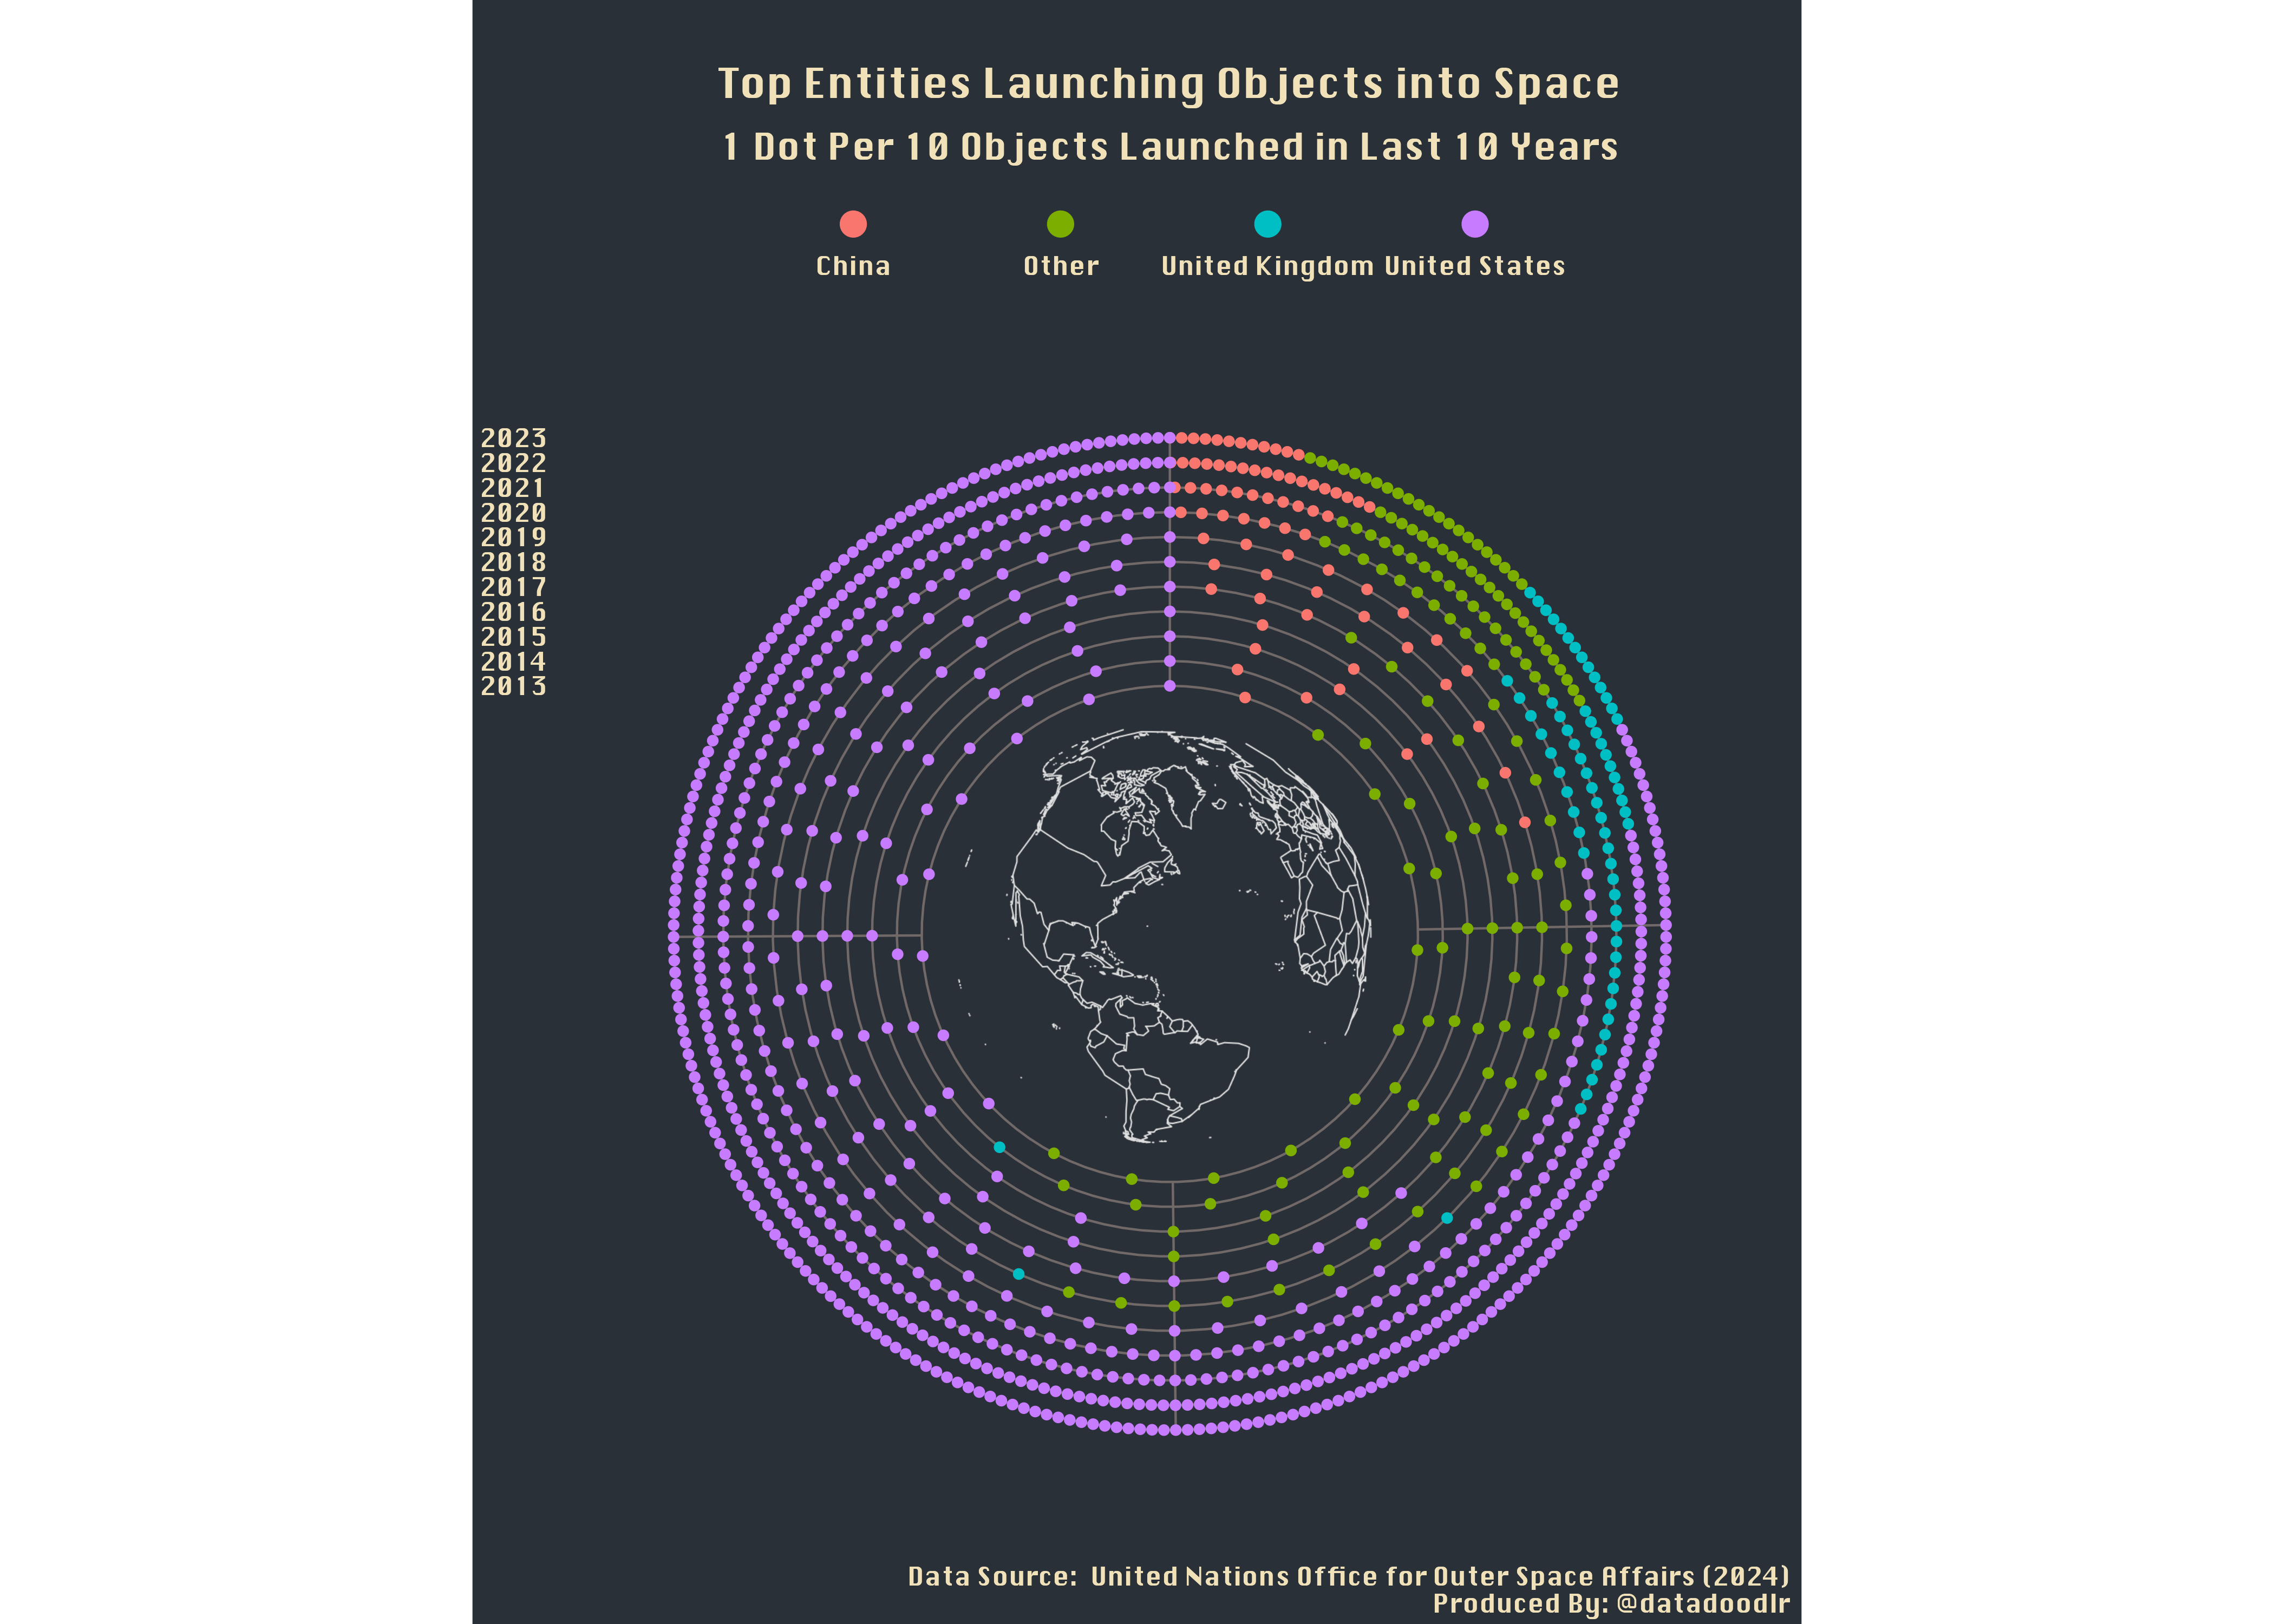 Top Entities Launching Objects into Space
1 Dot Per 10 Objects Launched in Last 10 Years
China
Other
United Kingdom
United States
2023
2022
2021
2020
2019
2018
2017
2016
2015
2014
2013
Data Source: United Nations Office for Outer Space Affairs (2024)
Produced By: @datadoodlr